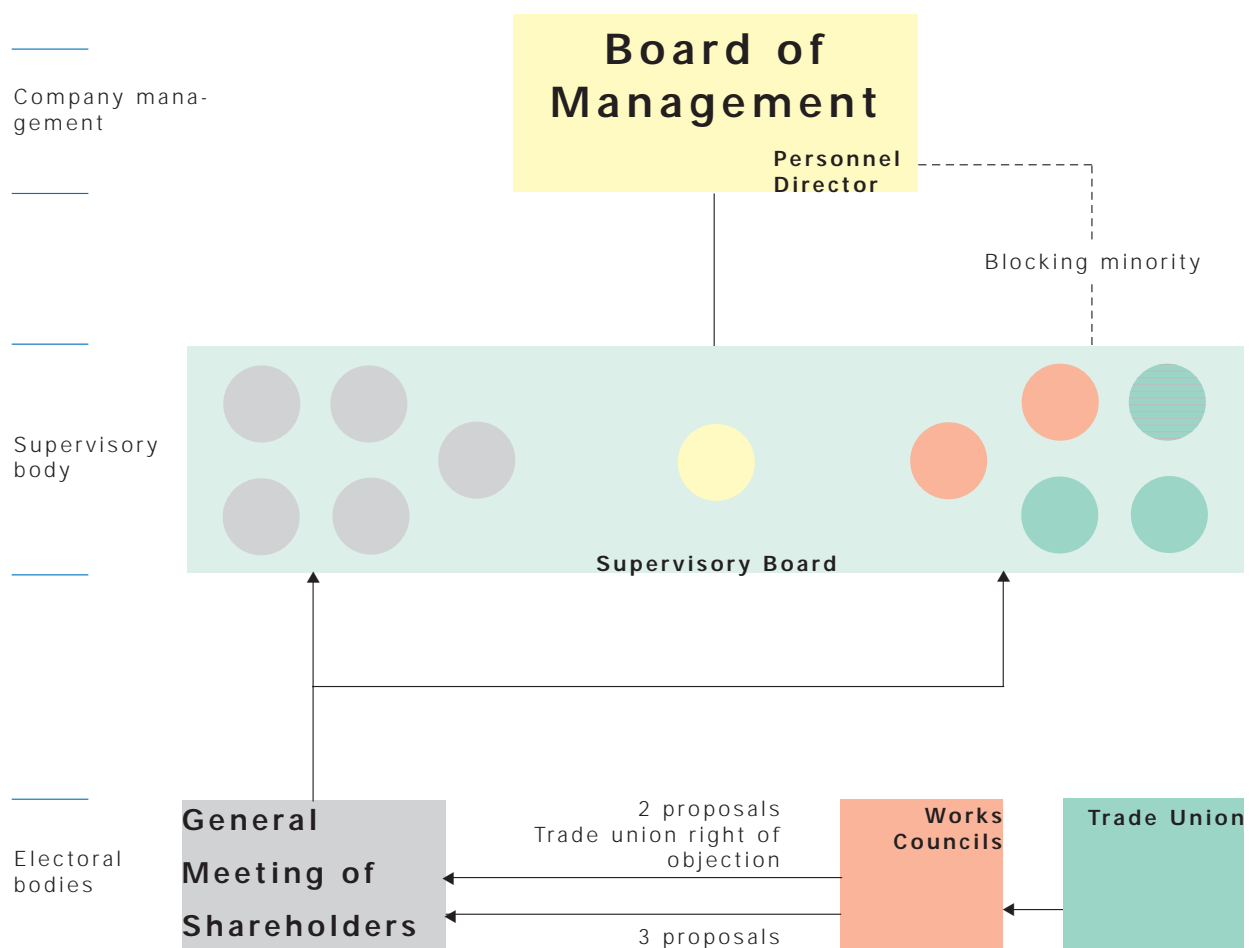 Board of
Management
Company mana-
gement
Personnel
Director
Blocking minority
Supervisory
body
Supervisory Board
General
Meeting of
Shareholders
2 proposals
Trade union right of
objection
3 proposals
Works
Councils
Trade Union
Electoral
bodies